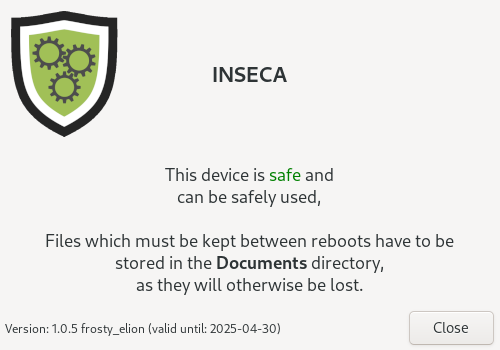 INSECA
This device is safe and
can be safely used,
Files which must be kept between reboots have to be
stored in the Documents directory,
as they will otherwise be lost.
Version: 1.0.5 frosty_elion (valid until: 2025-04-30)
Close